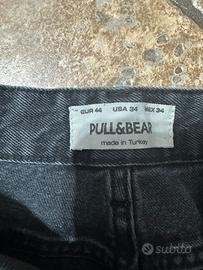 EUR 44 USA 34 MEX 34
PULL&BEAR
made in Turkey
subito